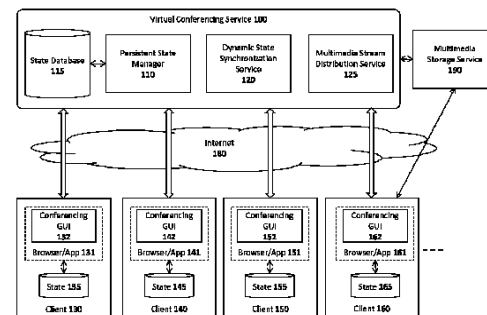 Virtual Conferencing Service 100
State Database
115
Persistent State
Manager
110
Dynamic State
Synchronization
Service
120
Multimedia Stream
Distribution Service
125
Multimedia
Storage Service
190
Internet
180
Conferencing
GUI
132
Browser/App 131
State 135
Client 130
Conferencing
GUI
142
Browser/App 141
State 145
Client 140
Conferencing
GUI
152
Browser/App 151
State 155
Client 150
Conferencing
GUI
162
Browser/App 161
State 165
Client 160